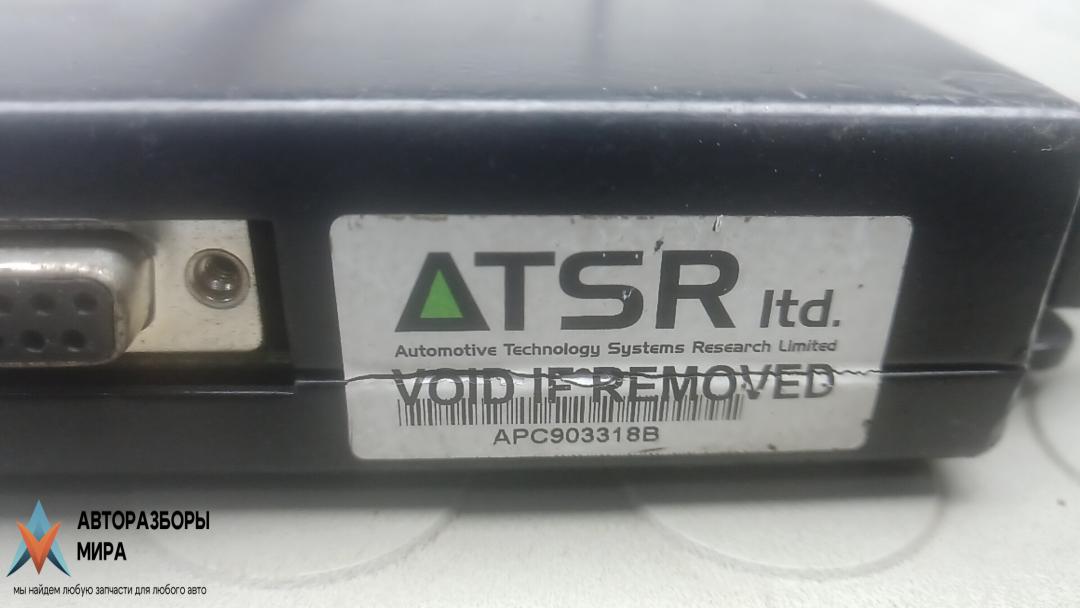 ATSR ltd.
Automotive Technology Systems Research Limited
VOID IF REMOVED
APC903318B
АВТОРАЗБОРЫ
МИРА
мы найдем любую запчасти для любого авто